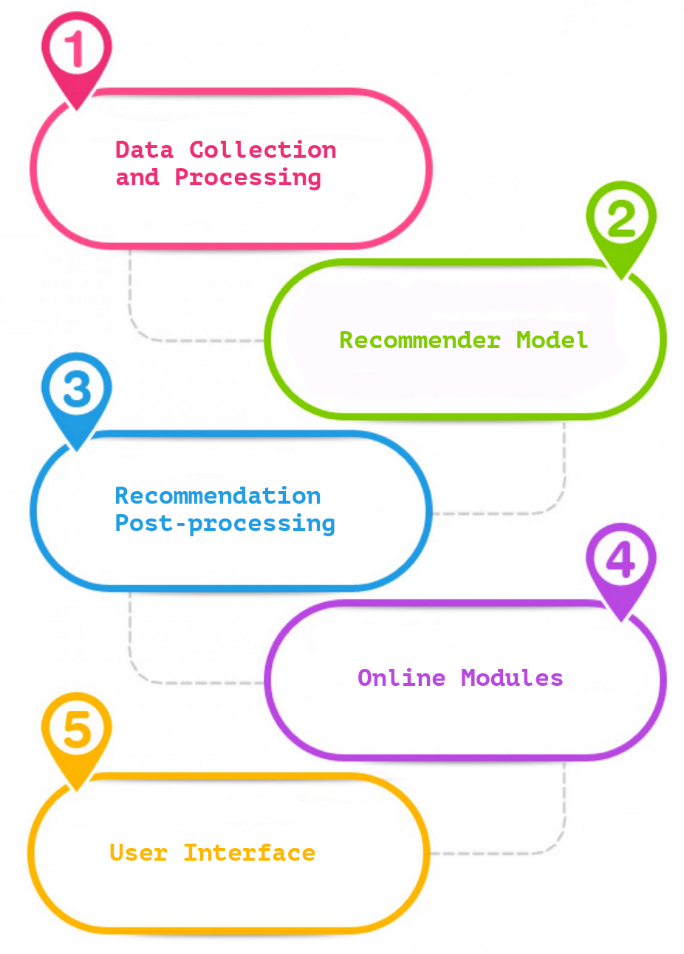 1
Data Collection
and Processing
2
Recommender Model
3
Recommendation
Post-processing
4
Online Modules
5
User Interface